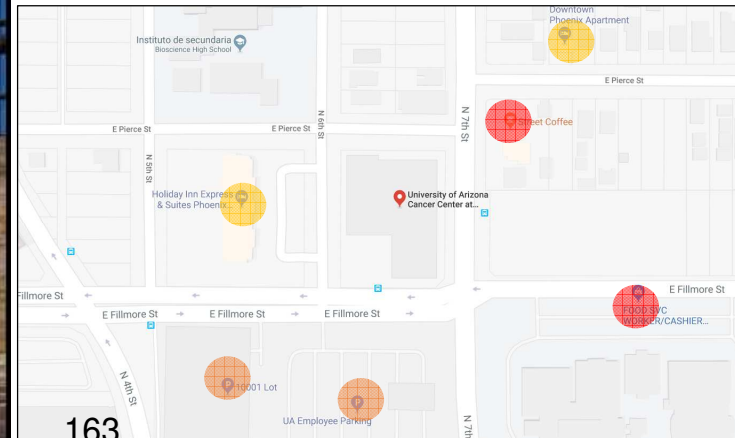 Downtown
Phoenix Apartment
Instituto de secundaria
Bioscience High School
E Pierce St
N 6th St
N 7th St
Street Coffee
E Pierce St
E Pierce St
N 5th St
Holiday Inn Express
& Suites Phoenix...
University of Arizona
Cancer Center at...
Fillmore St
E Fillmore St
E Fillmore St
E Fillmore St
E Fillmore St
FOOD SVC
WORKER/CASHIER...
N 4th St
P 10001 Lot
P
UA Employee Parking
N 7th
163